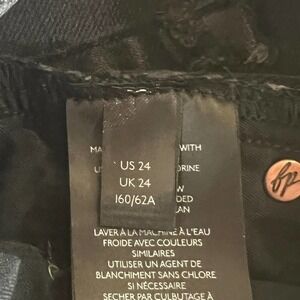 WITH
US 24
UK 24
160/62A
LAVER À LA MACHINE À L'EAU
FROIDE AVEC COULEURS
SIMILAIRES
UTILISER UN AGENT DE
BLANCHIMENT SANS CHLORE
SI NÉCESSAIRE
SÉCHER PAR CULBUTAGE À